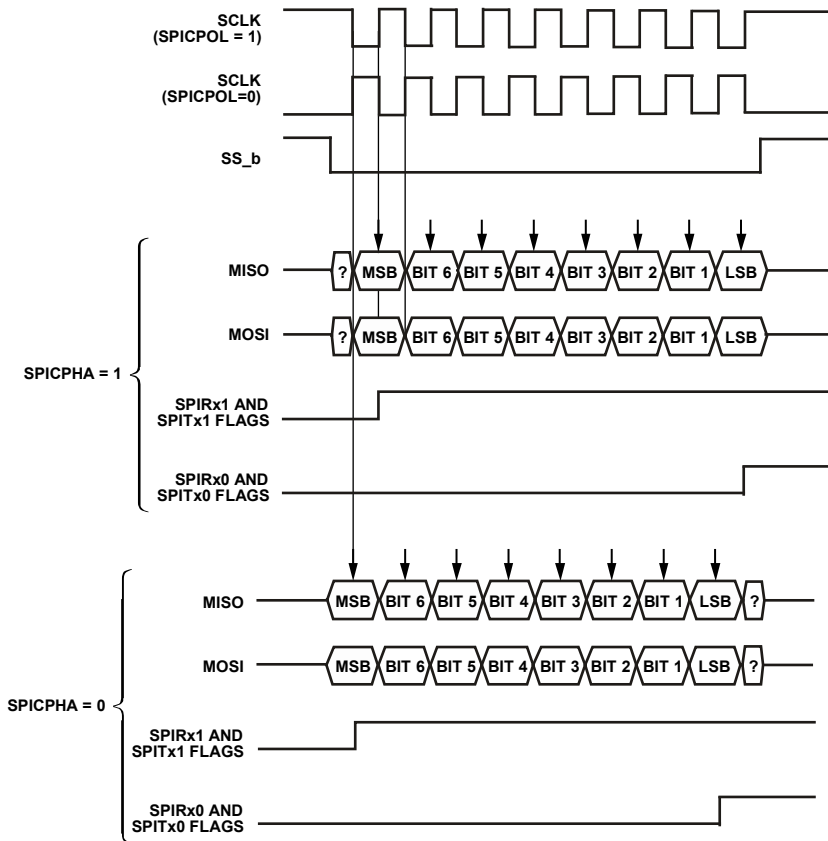 SCLK
(SPICPOL = 1)
SCLK
(SPICPOL=0)
SS_b
SPICPHA = 1
MISO
? MSB BIT 6 BIT 5 BIT 4 BIT 3 BIT 2 BIT 1 LSB
MOSI
? MSB BIT 6 BIT 5 BIT 4 BIT 3 BIT 2 BIT 1 LSB
SPIRx1 AND
SPITx1 FLAGS
SPIRx0 AND
SPITx0 FLAGS
SPICPHA = 0
MISO
MSB BIT 6 BIT 5 BIT 4 BIT 3 BIT 2 BIT 1 LSB ?
MOSI
MSB BIT 6 BIT 5 BIT 4 BIT 3 BIT 2 BIT 1 LSB ?
SPIRx1 AND
SPITx1 FLAGS
SPIRx0 AND
SPITx0 FLAGS